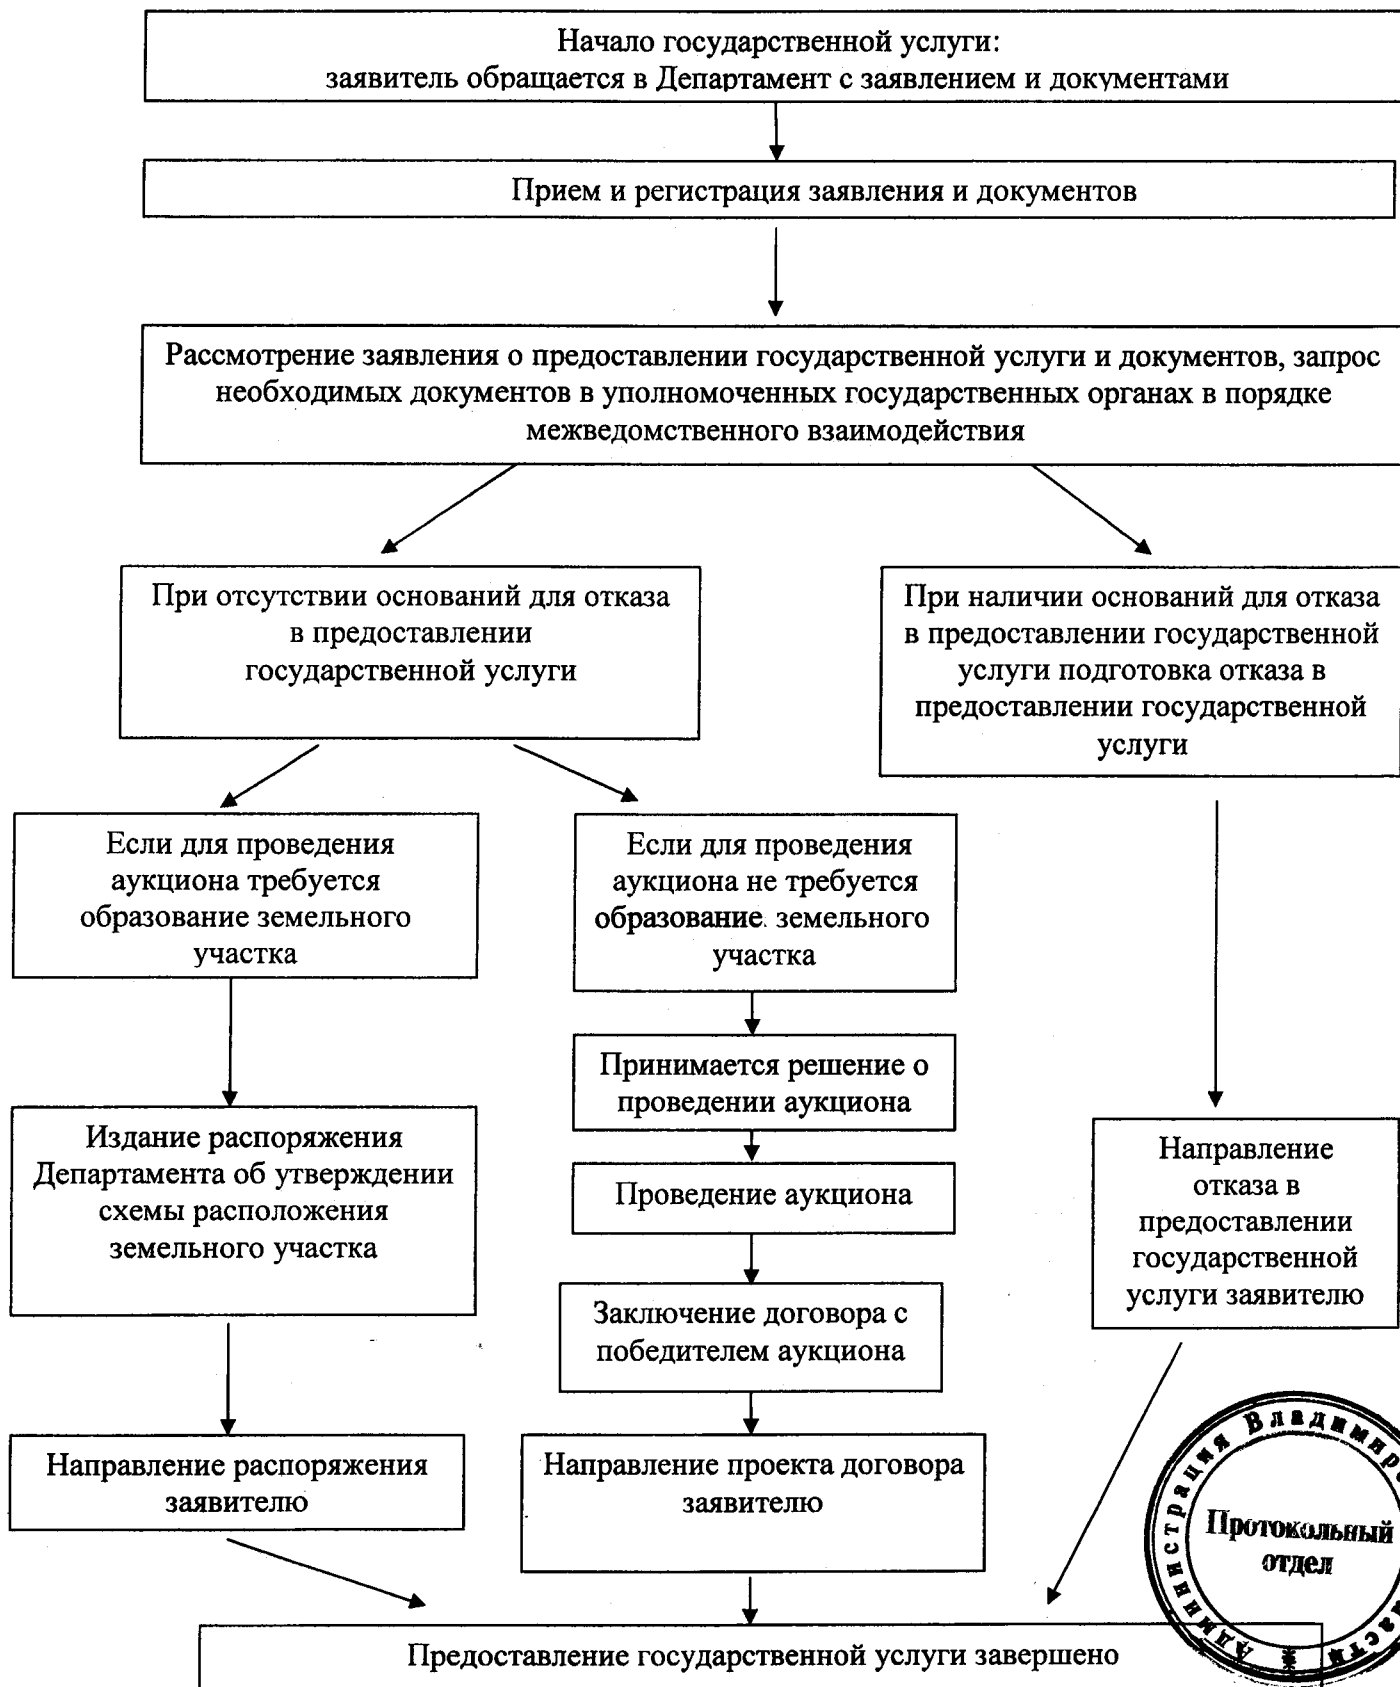 Начало государственной услуги:
заявитель обращается в Департамент с заявлением и документами
Прием и регистрация заявления и документов
Рассмотрение заявления о предоставлении государственной услуги и документов, запрос
необходимых документов в уполномоченных государственных органах в порядке
межведомственного взаимодействия
При отсутствии оснований для отказа
в предоставлении
государственной услуги
При наличии оснований для отказа
в предоставлении государственной
услуги подготовка отказа в
предоставлении государственной
услуги
Если для проведения
аукциона требуется
образование земельного
участка
Если для проведения
аукциона не требуется
образование. земельного
участка
Принимается решение о
проведении аукциона
Издание распоряжения
Департамента об утверждении
схемы расположения
земельного участка
Проведение аукциона
Направление
отказа в
предоставлении
государственной
услуги заявителю
Заключение договора с
победителем аукциона
Направление распоряжения
заявителю
Направление проекта договора
заявителю
Администрация Владимир
Протокольный
отдел
Предоставление государственной услуги завершено